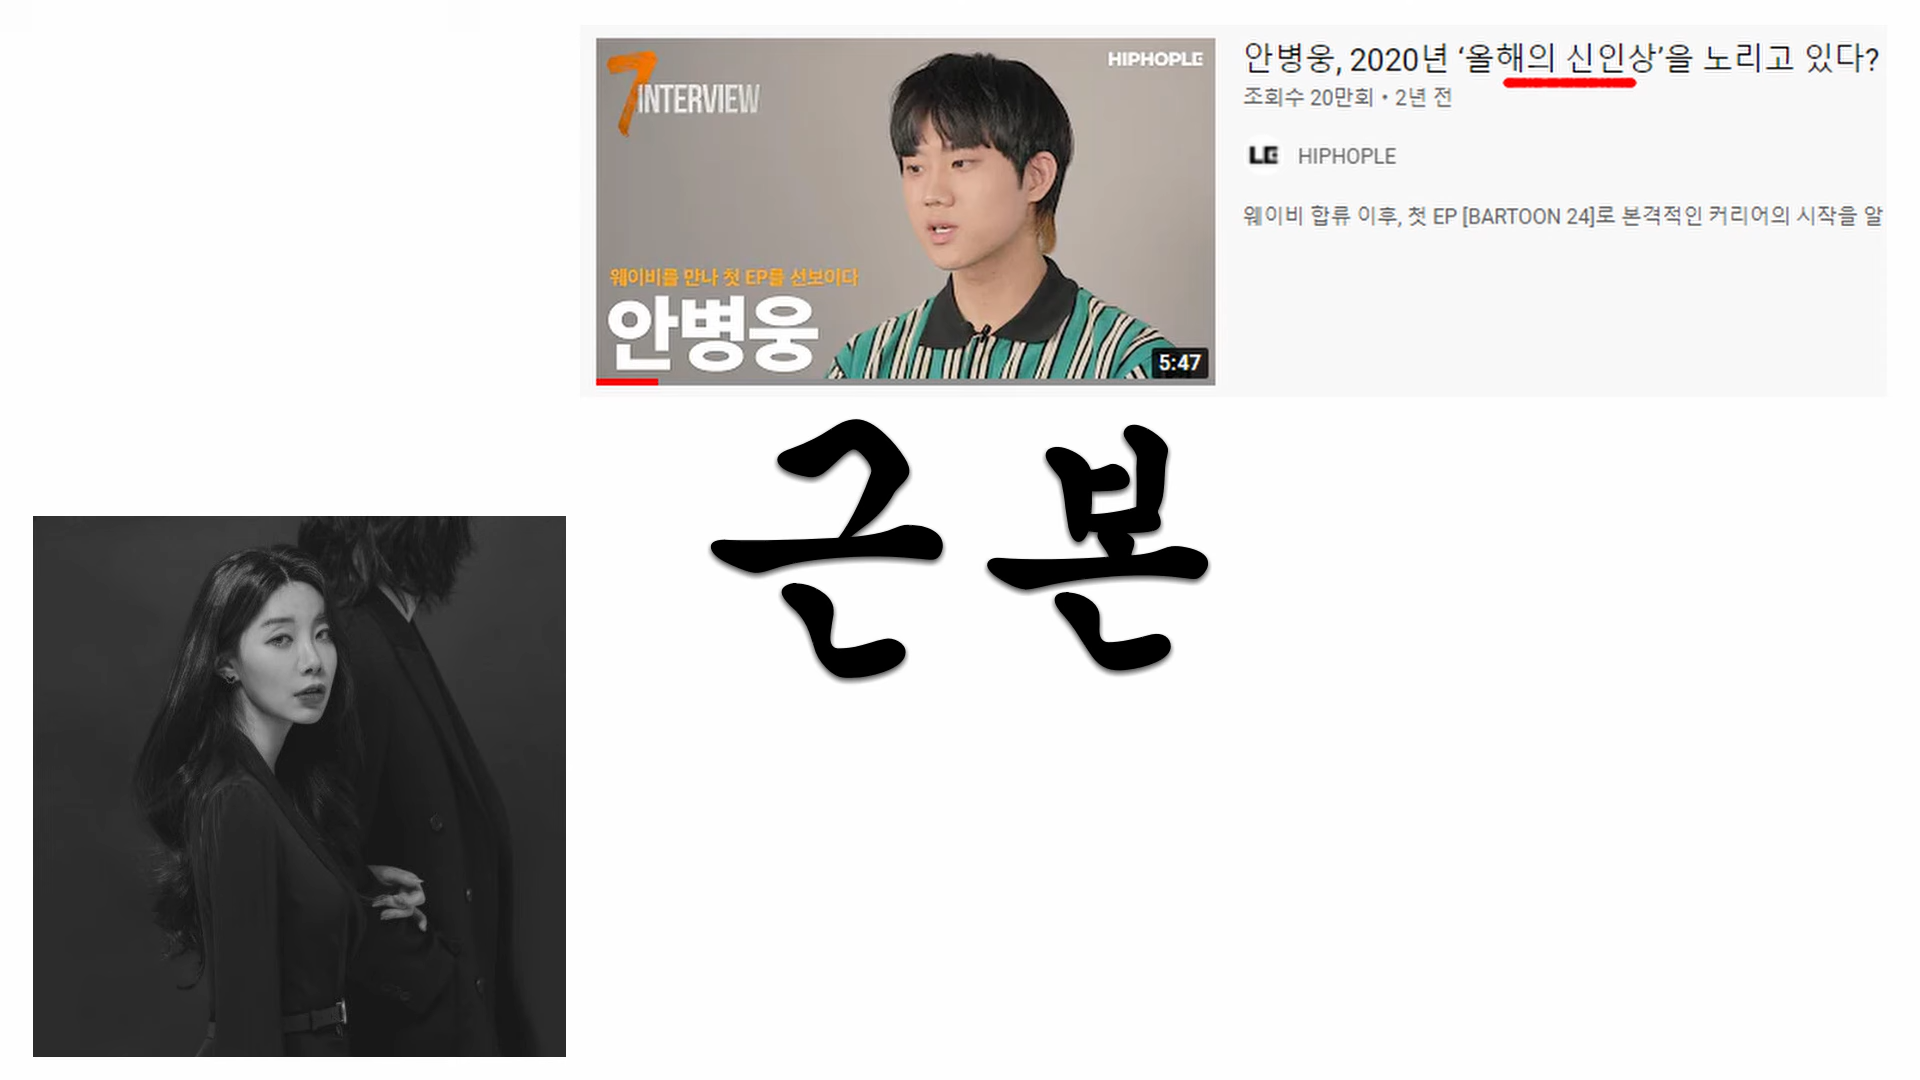 7INTERVIEW
HIPHOPLE
웨이비를 만나 첫 EP를 선보이다
안병웅
5:47
안병웅, 2020년 ‘올해의 신인상’을 노리고 있다?
조회수 20만회 • 2년 전
LE HIPHOPLE
웨이비 합류 이후, 첫 EP [BARTOON 24]로 본격적인 커리어의 시작을 알
근본